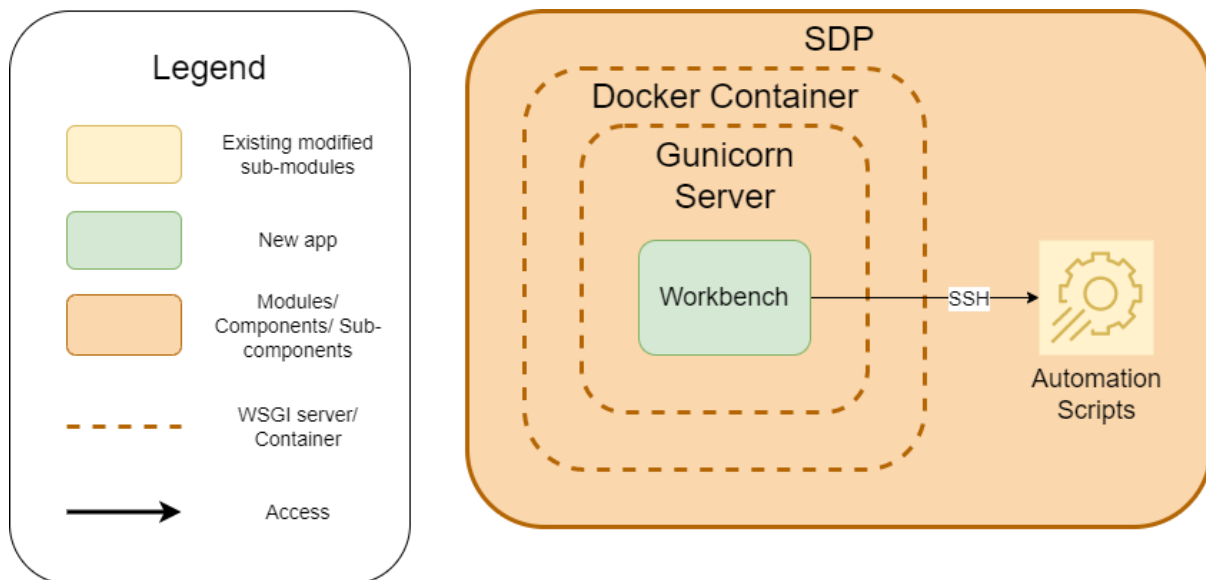 Legend
Existing modified
sub-modules
New app
Modules/
Components/ Sub-
components
WSGI server/
Container
Access
SDP
Docker Container
Gunicorn
Server
Workbench
SSH
Automation
Scripts